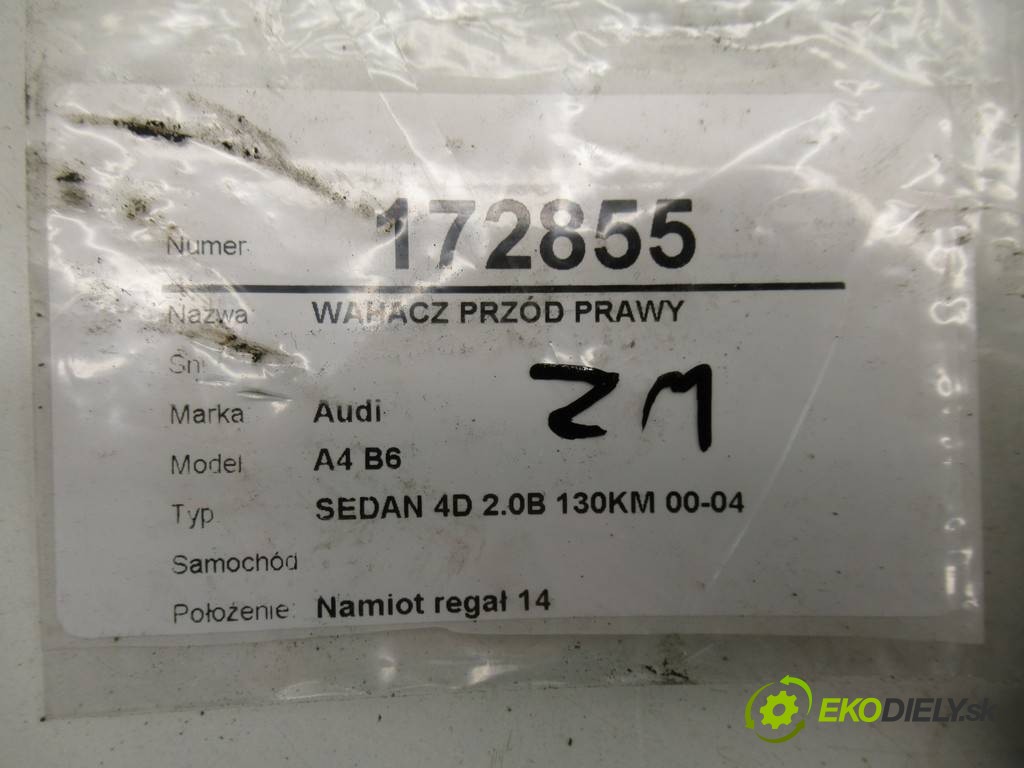 Numer 172855
Nazwa WAHACZ PRZÓD PRAWY
Sn
Marka Audi
ZM
Model A4 B6
Typ SEDAN 4D 2.0B 130KM 00-04
Samochód
Położenie: Namiot regał 14
EKODIELY.sk